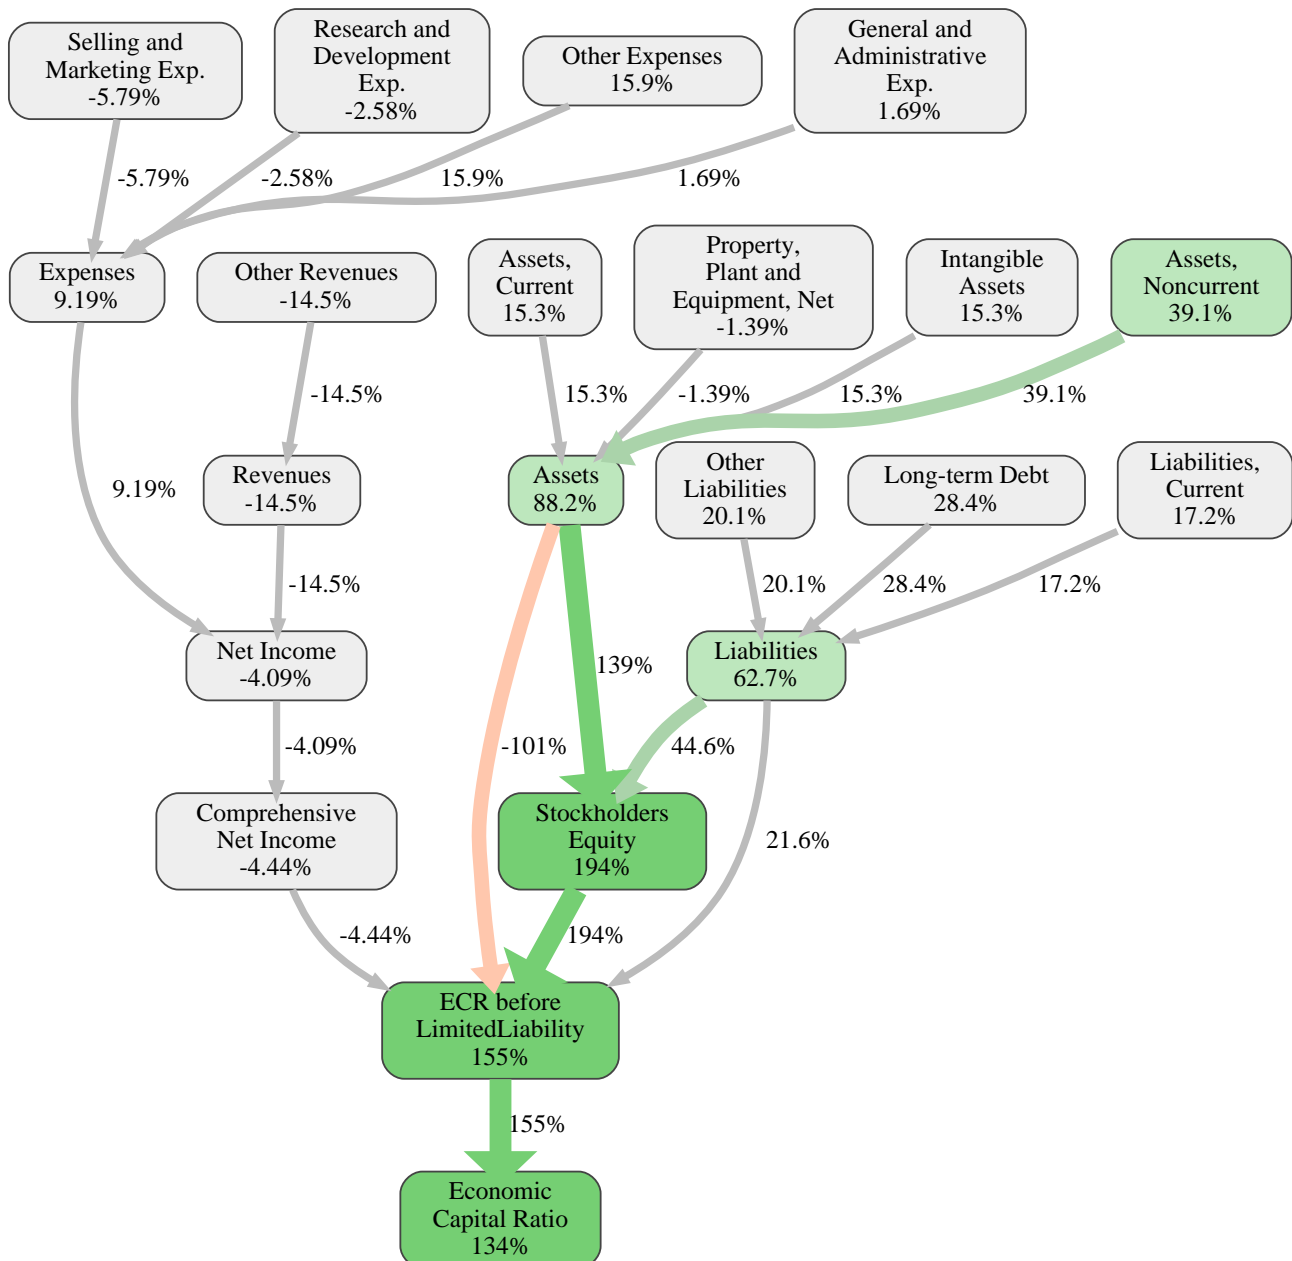 Selling and
Marketing Exp.
-5.79%
Research and
Development
Exp.
-2.58%
Other Expenses
15.9%
General and
Administrative
Exp.
1.69%
-5.79%
-2.58%
15.9%
1.69%
Expenses
9.19%
Other Revenues
-14.5%
Assets,
Current
15.3%
Property,
Plant and
Equipment, Net
-1.39%
Intangible
Assets
15.3%
Assets,
Noncurrent
39.1%
-14.5%
15.3%
-1.39%
15.3%
39.1%
9.19%
Revenues
-14.5%
Assets
88.2%
Other
Liabilities
20.1%
Long-term Debt
28.4%
Liabilities,
Current
17.2%
-14.5%
20.1%
28.4%
17.2%
Net Income
-4.09%
139%
Liabilities
62.7%
-4.09%
-101%
44.6%
Comprehensive
Net Income
-4.44%
Stockholders
Equity
194%
21.6%
-4.44%
194%
ECR before
LimitedLiability
155%
155%
Economic
Capital Ratio
134%